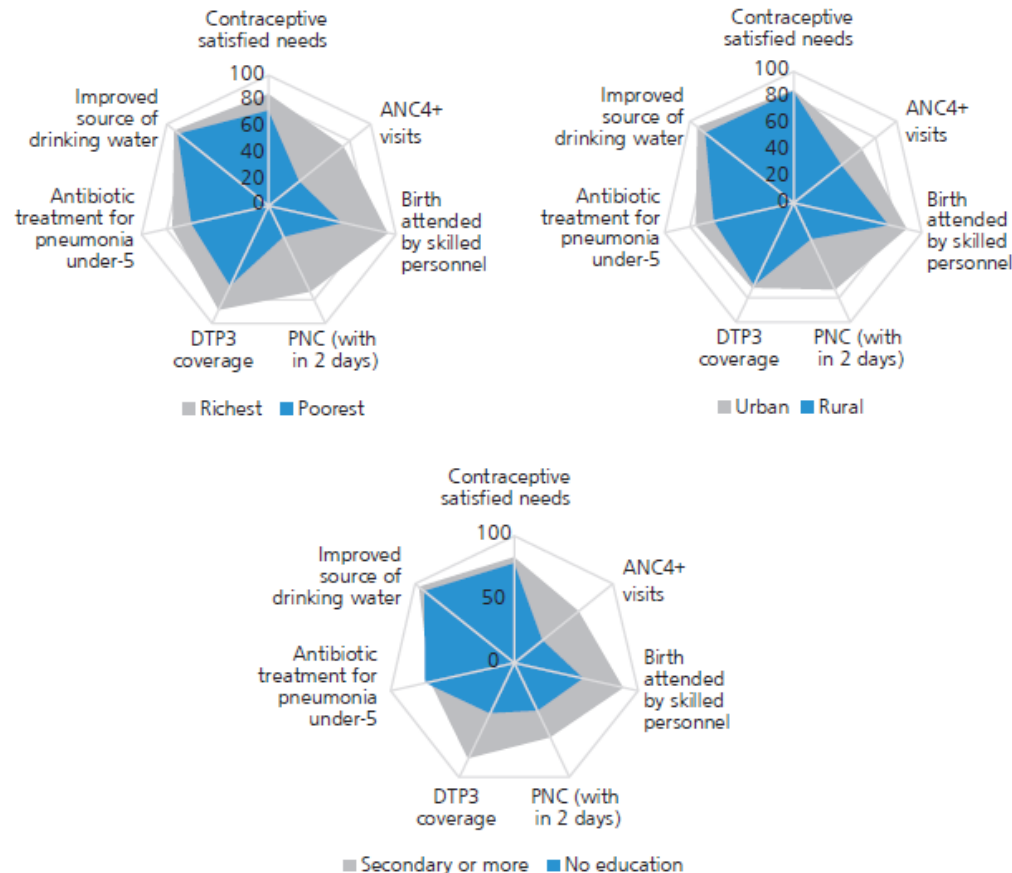 Contraceptive
satisfied needs
100
80
60
40
20
0
ANC4+
visits
Birth
attended
by skilled
personnel
PNC (with
in 2 days)
DTP3
coverage
Antibiotic
treatment for
pneumonia
under-5
Improved
source of
drinking water
Richest Poorest
Contraceptive
satisfied needs
100
80
60
40
20
0
ANC4+
visits
Birth
attended
by skilled
personnel
PNC (with
in 2 days)
DTP3
coverage
Antibiotic
treatment for
pneumonia
under-5
Improved
source of
drinking water
Urban Rural
Contraceptive
satisfied needs
100
50
0
ANC4+
visits
Birth
attended
by skilled
personnel
PNC (with
in 2 days)
DTP3
coverage
Antibiotic
treatment for
pneumonia
under-5
Improved
source of
drinking water
Secondary or more No education